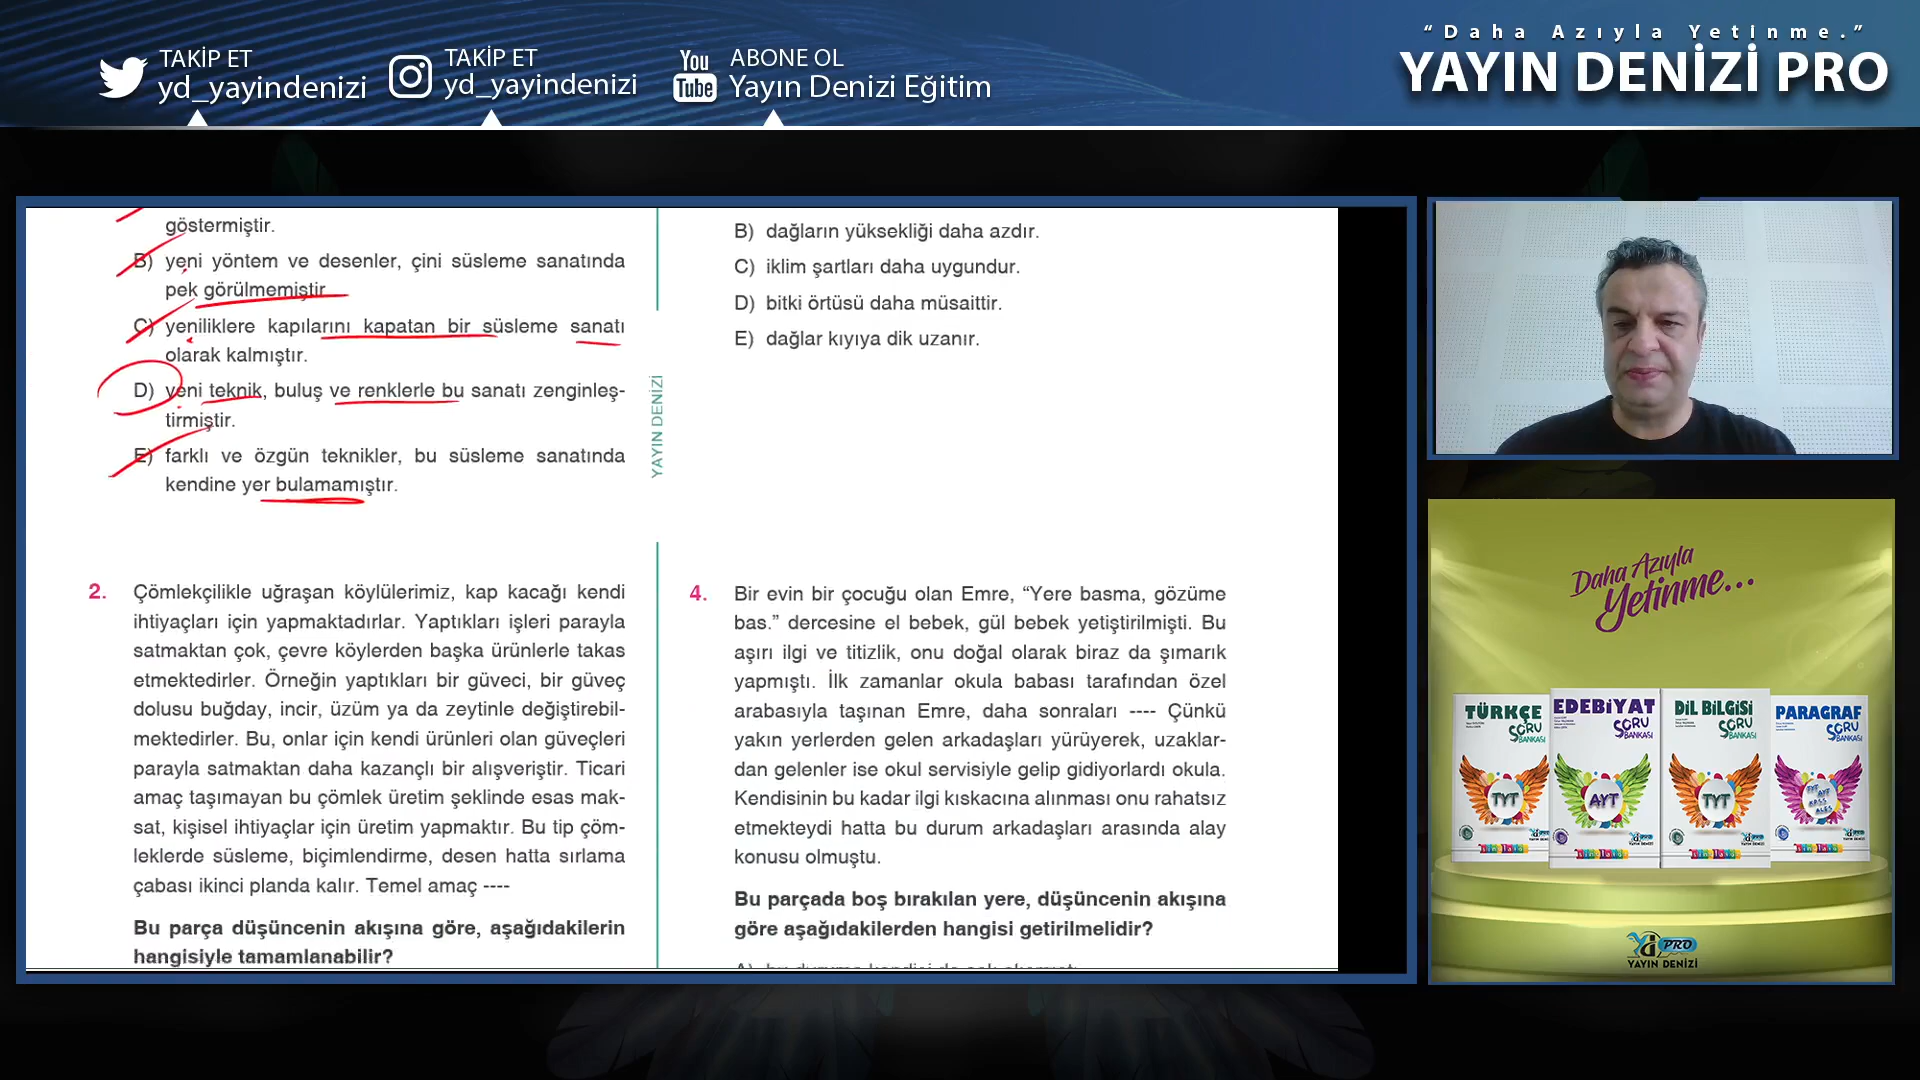 TAKİP ET
yd_yayindenizi
TAKİP ET
yd_yayindenizi
You
Tube
ABONE OL
Yayın Denizi Eğitim
“Daha Azıyla Yetinme.”
YAYIN DENİZİ PRO
göstermiştir.
B) yeni yöntem ve desenler, çini süsleme sanatında
pek görülmemiştir
C) yeniliklere kapılarını kapatan bir süsleme sanatı
olarak kalmıştır.
D) yeni teknik, buluş ve renklerle bu sanatı zenginleş-
tirmiştir.
E) farklı ve özgün teknikler, bu süsleme sanatında
kendine yer bulamamıştır.
2. Çömlekçilikle uğraşan köylülerimiz, kap kacağı kendi
ihtiyaçları için yapmaktadırlar. Yaptıkları işleri parayla
satmaktan çok, çevre köylerden başka ürünlerle takas
etmektedirler. Örneğin yaptıkları bir güveci, bir güveç
dolusu buğday, incir, üzüm ya da zeytinle değiştirebil-
mektedirler. Bu, onlar için kendi ürünleri olan güveçleri
parayla satmaktan daha kazançlı bir alışveriştir. Ticari
amaç taşımayan bu çömlek üretim şeklinde esas mak-
sat, kişisel ihtiyaçlar için üretim yapmaktır. Bu tip çöm-
leklerde süsleme, biçimlendirme, desen hatta sırlama
çabası ikinci planda kalır. Temel amaç ----
Bu parça düşüncenin akışına göre, aşağıdakilerin
hangisiyle tamamlanabilir?
YAYIN DENİZİ
B) dağların yüksekliği daha azdır.
C) iklim şartları daha uygundur.
D) bitki örtüsü daha müsaittir.
E) dağlar kıyıya dik uzanır.
4. Bir evin bir çocuğu olan Emre, “Yere basma, gözüme
bas.” dercesine el bebek, gül bebek yetiştirilmişti. Bu
aşırı ilgi ve titizlik, onu doğal olarak biraz da şımarık
yapmıştı. İlk zamanlar okula babası tarafından özel
arabasıyla taşınan Emre, daha sonraları ---- Çünkü
yakın yerlerden gelen arkadaşları yürüyerek, uzaklar-
dan gelenler ise okul servisiyle gelip gidiyorlardı okula.
Kendisinin bu kadar ilgi kıskacına alınması onu rahatsız
etmekteydi hatta bu durum arkadaşları arasında alay
konusu olmuştu.
Bu parçada boş bırakılan yere, düşüncenin akışına
göre aşağıdakilerden hangisi getirilmelidir?
Daha Azıyla
Yetinme...
TÜRKÇE
SORU
BANKASI
TYT
EDEBİYAT
SORU
BANKASI
AYT
DİL BİLGİSİ
SORU
BANKASI
TYT
PARAGRAF
SORU
BANKASI
PRO
YAYIN DENİZİ